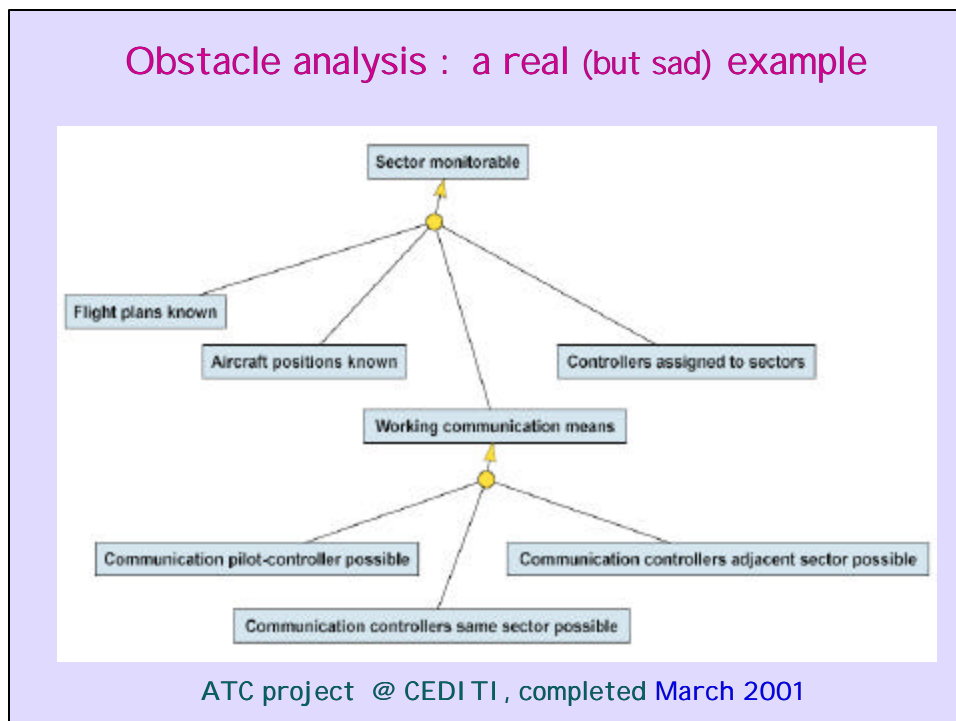 Obstacle analysis : a real (but sad) example
Sector monitorable
Flight plans known
Aircraft positions known
Controllers assigned to sectors
Working communication means
Communication pilot-controller possible
Communication controllers adjacent sector possible
Communication controllers same sector possible
ATC project @ CEDITI, completed March 2001